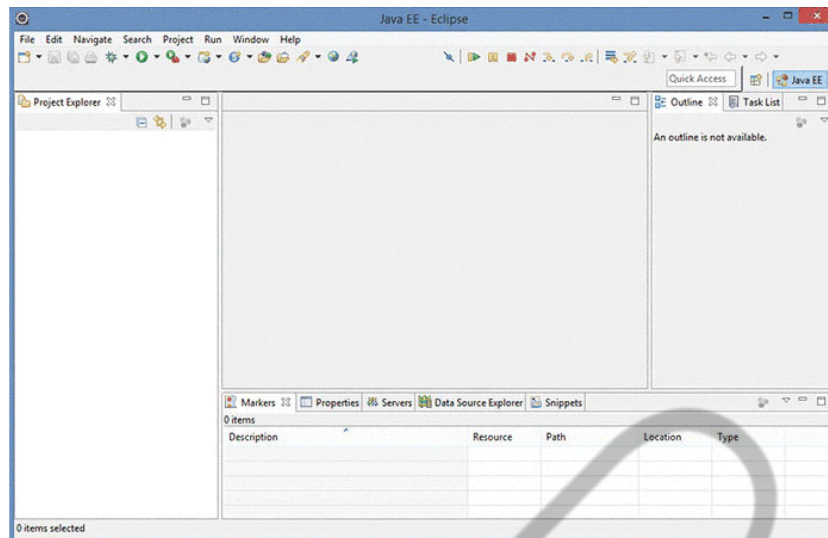 Java EE - Eclipse
File Edit Navigate Search Project Run Window Help
Quick Access Java EE
Project Explorer
Outline Task List
An outline is not available.
Markers Properties Servers Data Source Explorer Snippets
0 items
Description Resource Path Location Type
0 items selected